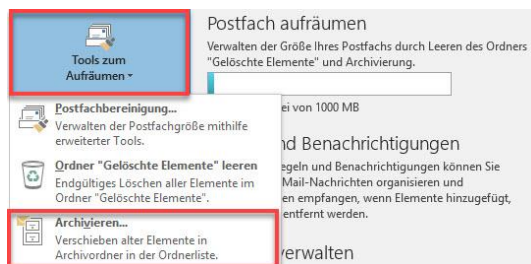 Postfach aufräumen
Verwalten der Größe Ihres Postfachs durch Leeren des Ordners
"Gelöschte Elemente" und Archivierung.
Tools zum
Aufräumen
ei von 1000 MB
Postfachbereinigung...
Verwalten der Postfachgröße mithilfe
erweiterter Tools.
Ordner "Gelöschte Elemente" leeren
Endgültiges Löschen aller Elemente im
Ordner "Gelöschte Elemente".
Archivieren...
Verschieben alter Elemente in
Archivordner in der Ordnerliste.
d Benachrichtigungen
egeln und Benachrichtigungen können Sie
Mail-Nachrichten organisieren und
en empfangen, wenn Elemente hinzugefügt,
entfernt werden.
verwalten